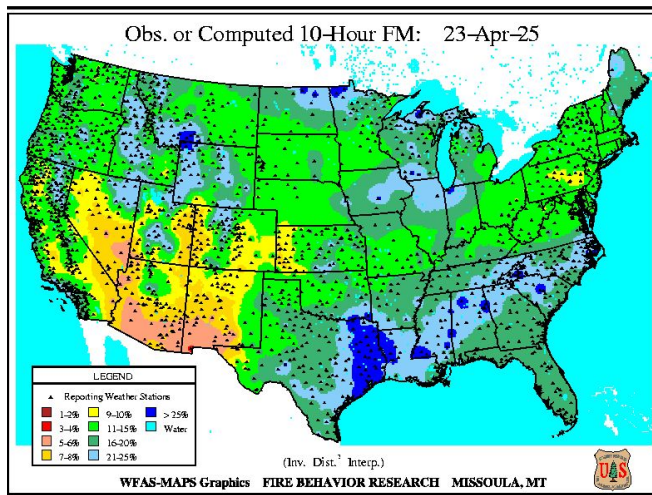 Obs. or Computed 10-Hour FM: 23-Apr-25
LEGEND
Reporting Weather Stations
1-2%
3-4%
5-6%
7-8%
9-10%
11-15%
16-20%
21-25%
> 25%
Water
(Inv. Dist.² Interp.)
WFAS-MAPS Graphics FIRE BEHAVIOR RESEARCH MISSOULA, MT
U S